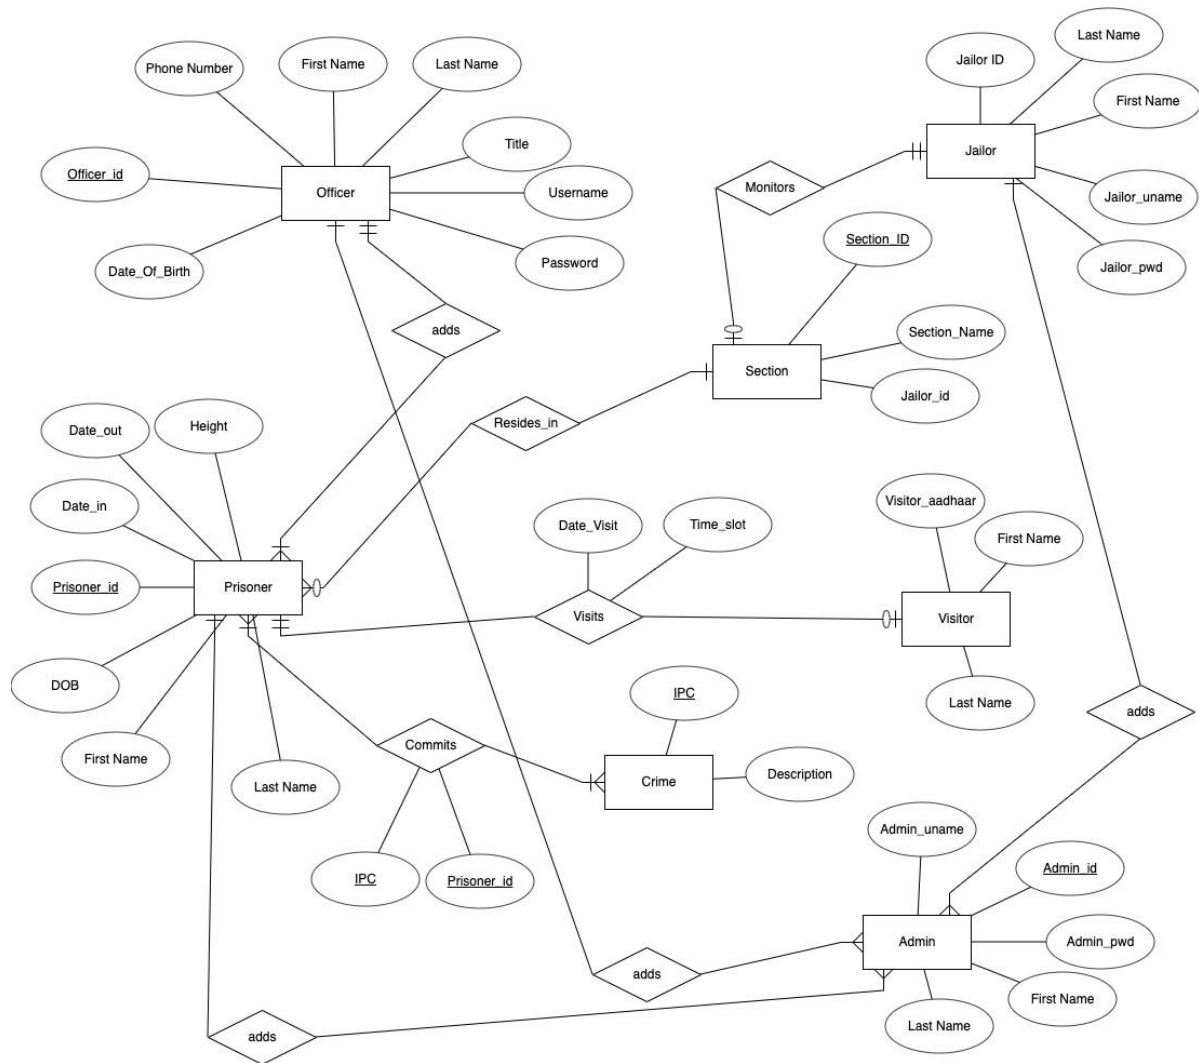 Last Name
Jailor ID
Phone Number
First Name
Last Name
First Name
Title
Jailor
Officer_id
Officer
Username
Monitors
Jailor_uname
Section_ID
Date_Of_Birth
Password
Jailor_pwd
adds
Section_Name
Section
Jailor_id
Date_out
Height
Resides_in
Date_in
Date_Visit
Time_slot
Visitor_aadhaar
First Name
Prisoner_id
Prisoner
Visits
Visitor
DOB
IPC
Last Name
adds
First Name
Commits
Last Name
Crime
Description
Admin_uname
IPC
Prisoner_id
Admin_id
Admin
Admin_pwd
adds
First Name
Last Name
adds